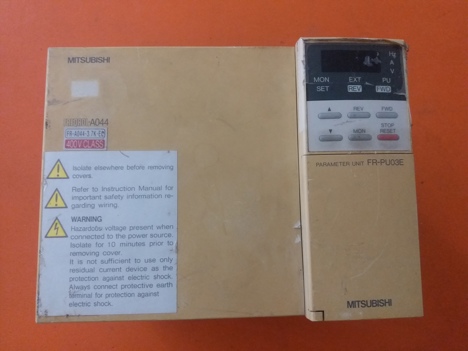 MITSUBISHI
Hz
A
V
MON EXT PU
SET REV FWD
▲ REV FWD
▼ MON STOP RESET
A044
FR-A044-3.7K-
400V CLASS
PARAMETER UNIT FR-PU03E
Isolate elsewhere before removing
covers.
Refer to Instruction Manual for
important safety information re-
garding wiring.
WARNING
Hazardous voltage present when
connected to the power source.
Isolate for 10 minutes prior to
removing cover.
It is not sufficient to use only
residual current device as the
protection against electric shock.
Always connect protective earth
terminal for protection against
electric shock.
MITSUBISHI